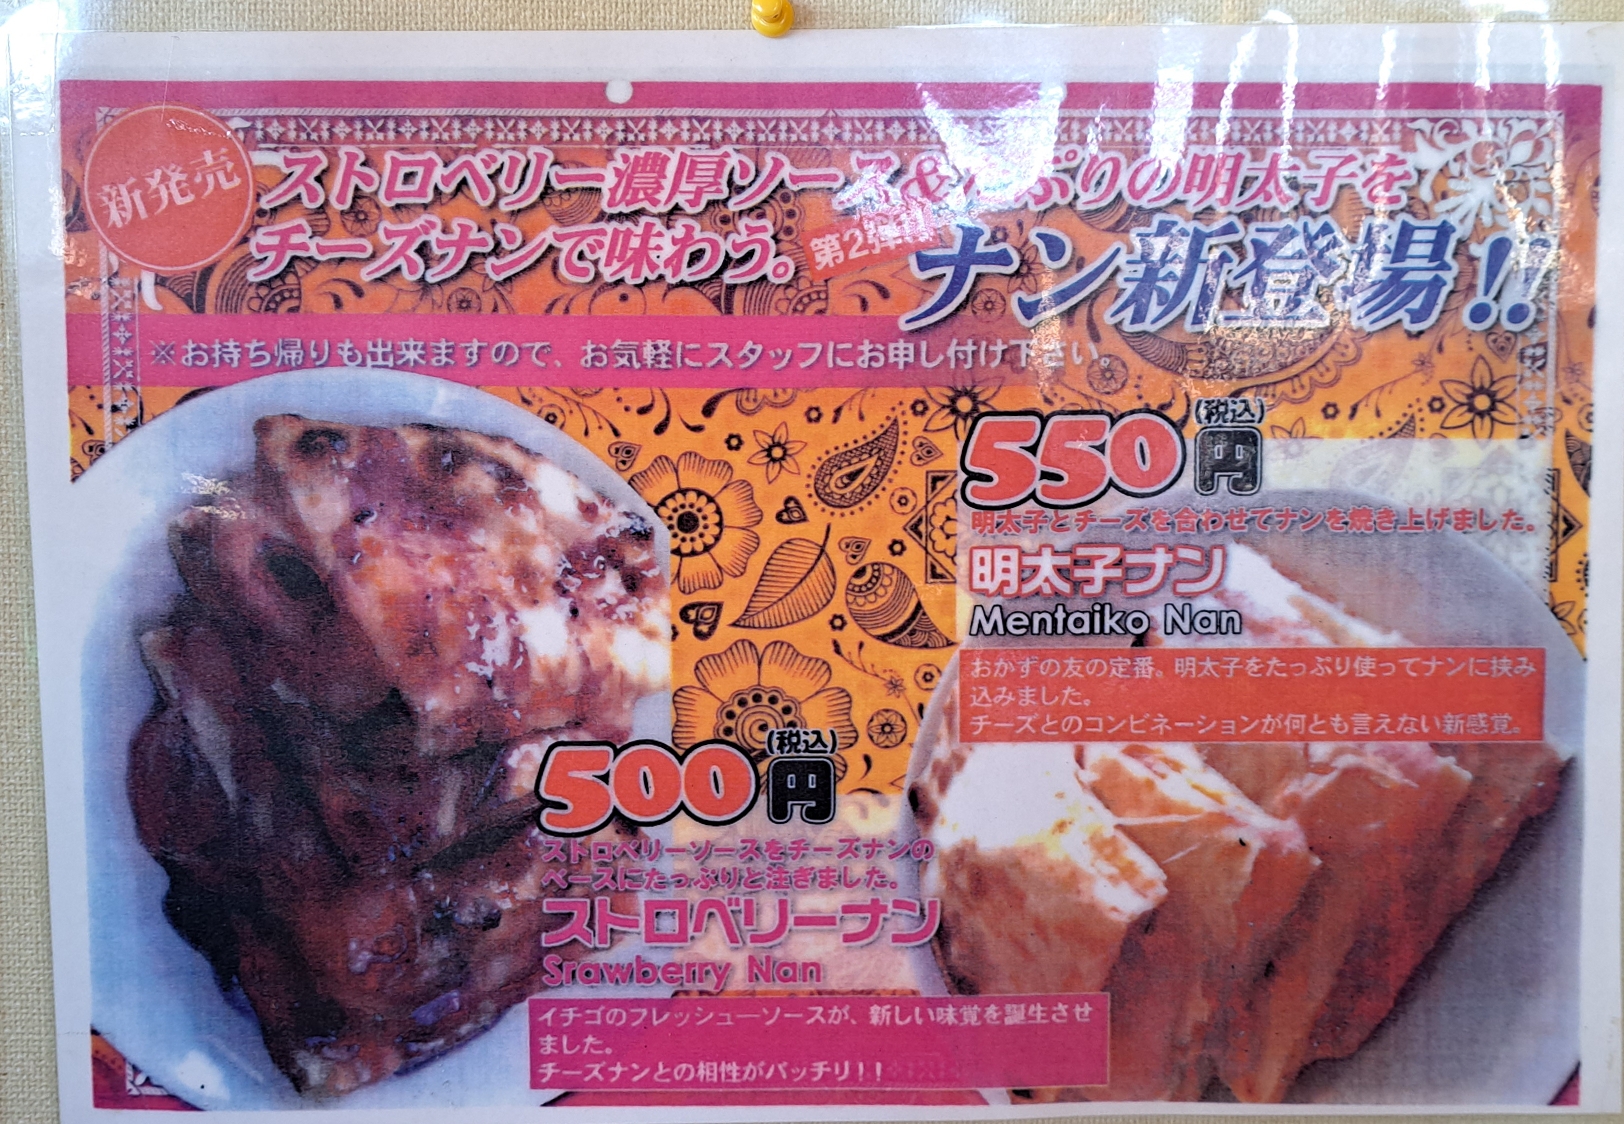 新発売
ストロベリー濃厚ソース&たっぷりの明太子を
チーズナンで味わう。
第2弾
ナン新登場!!
※お持ち帰りも出来ますので、お気軽にスタッフにお申し付け下さい。
550円(税込)
明太子とチーズを合わせてナンを焼き上げました。
明太子ナン
Mentaiko Nan
おかずの友の定番。明太子をたっぷり使ってナンに挟み
込みました。
チーズとのコンビネーションが何とも言えない新感覚。
500円(税込)
ストロベリーソースをチーズナンの
ベースにたっぷりと注ぎました。
ストロベリーナン
Srawberry Nan
イチゴのフレッシュ―ソースが、新しい味覚を誕生させ
ました。
チーズナンとの相性がバッチリ!!